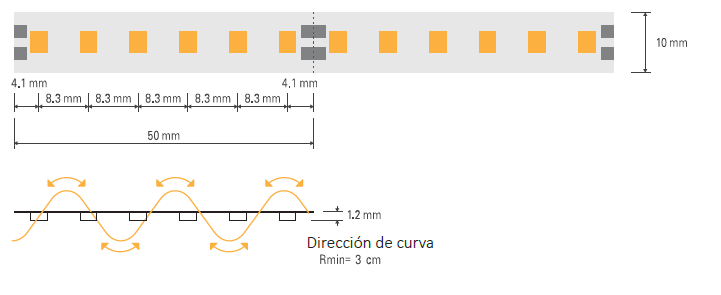 10 mm
4.1 mm 4.1 mm
8.3 mm 8.3 mm 8.3 mm 8.3 mm 8.3 mm
50 mm
1.2 mm
Dirección de curva
Rmin= 3 cm